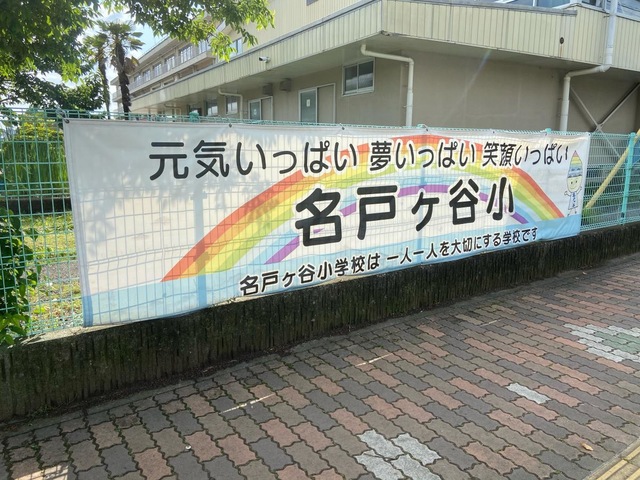 元気いっぱい 夢いっぱい 笑顔いっぱい
名戸ヶ谷小
名戸ヶ谷小学校は 一人一人を大切にする学校です